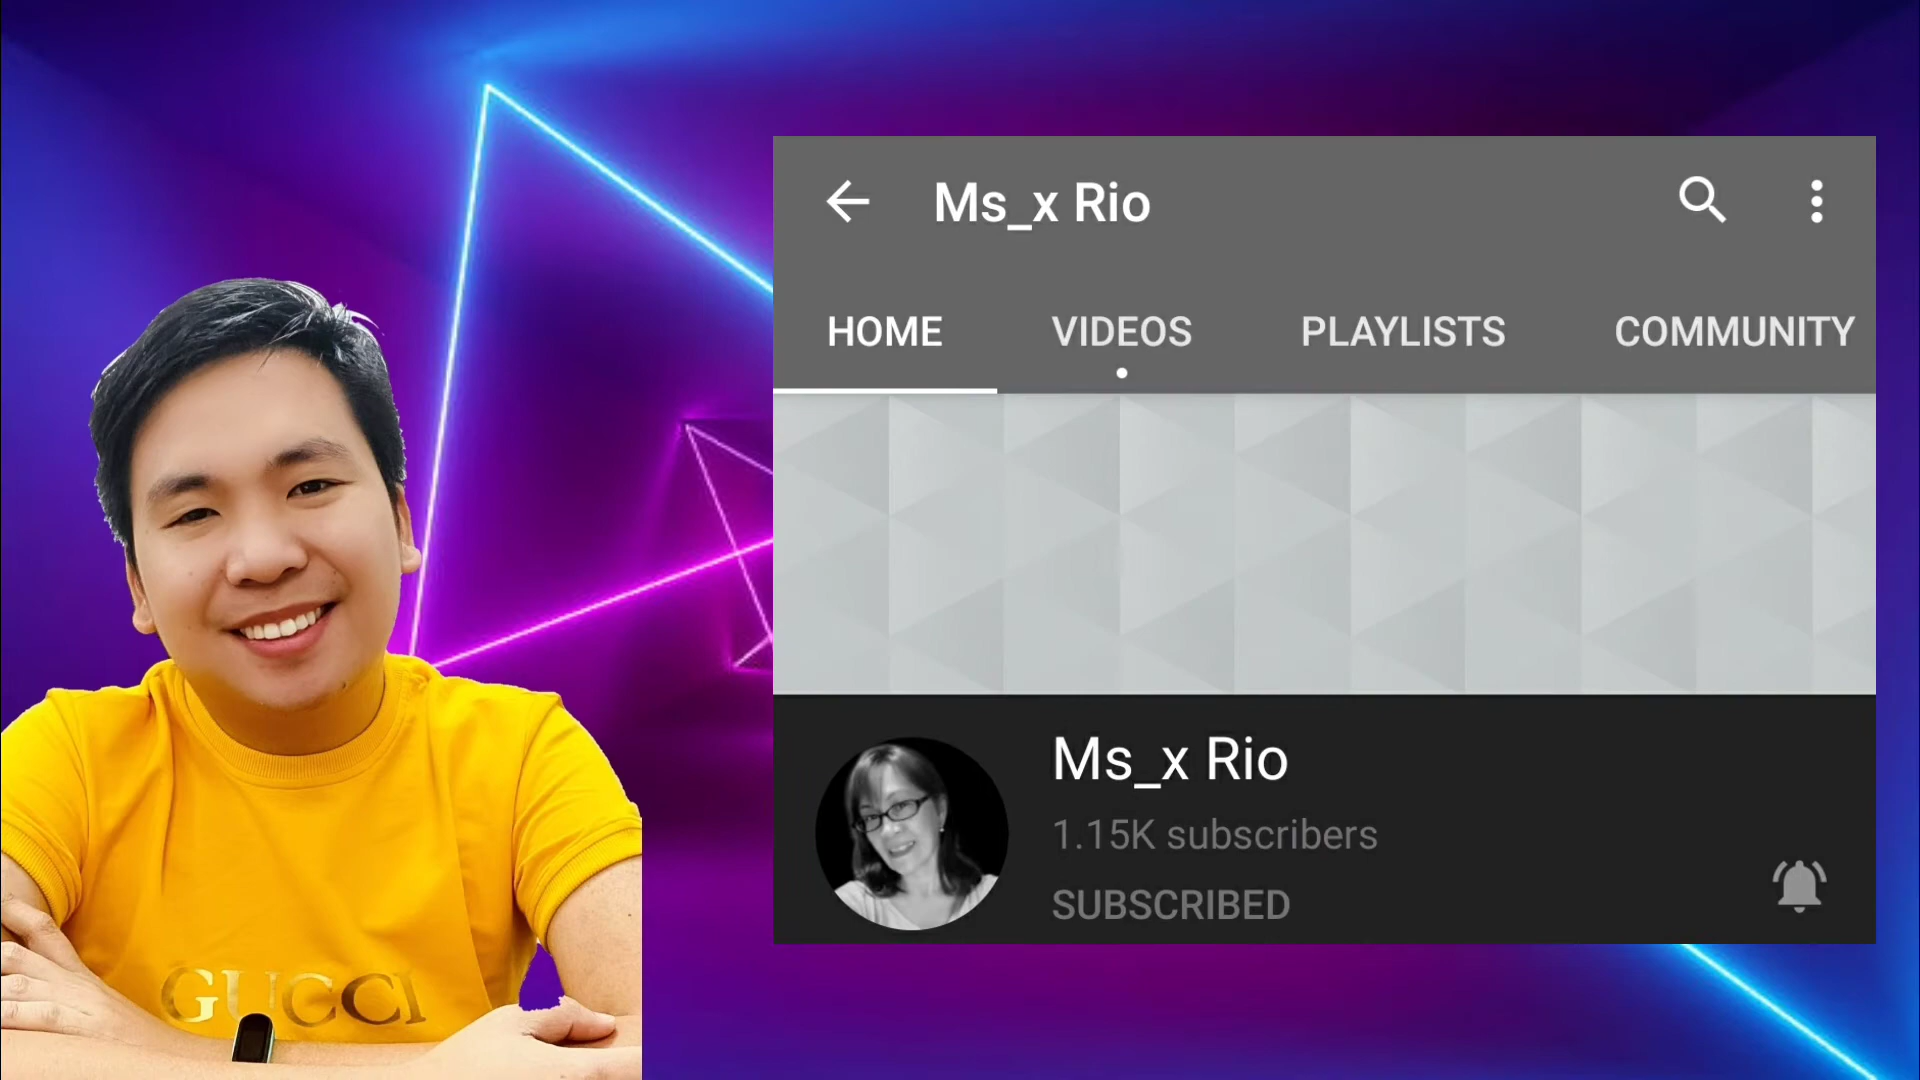 Ms_x Rio
HOME VIDEOS PLAYLISTS COMMUNITY
Ms_x Rio
1.15K subscribers
SUBSCRIBED
GUCCI